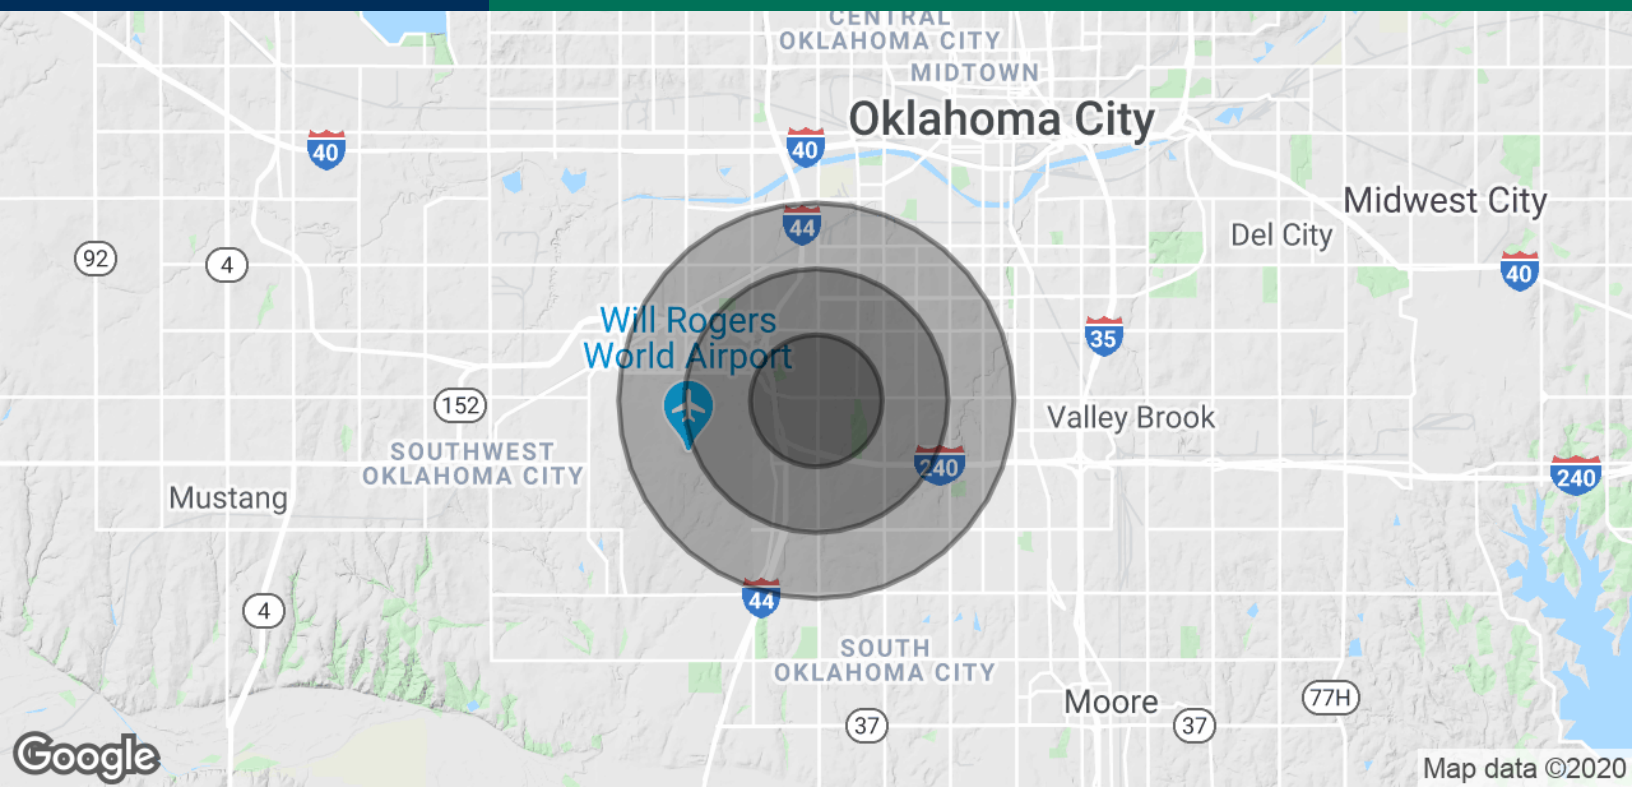 CENTRAL
OKLAHOMA CITY
MIDTOWN
Oklahoma City
40
40
Midwest City
44
Del City
92
4
40
Will Rogers
World Airport
35
152
Valley Brook
SOUTHWEST
OKLAHOMA CITY
240
240
Mustang
44
4
SOUTH
OKLAHOMA CITY
Moore
77H
37
37
Google
Map data ©2020